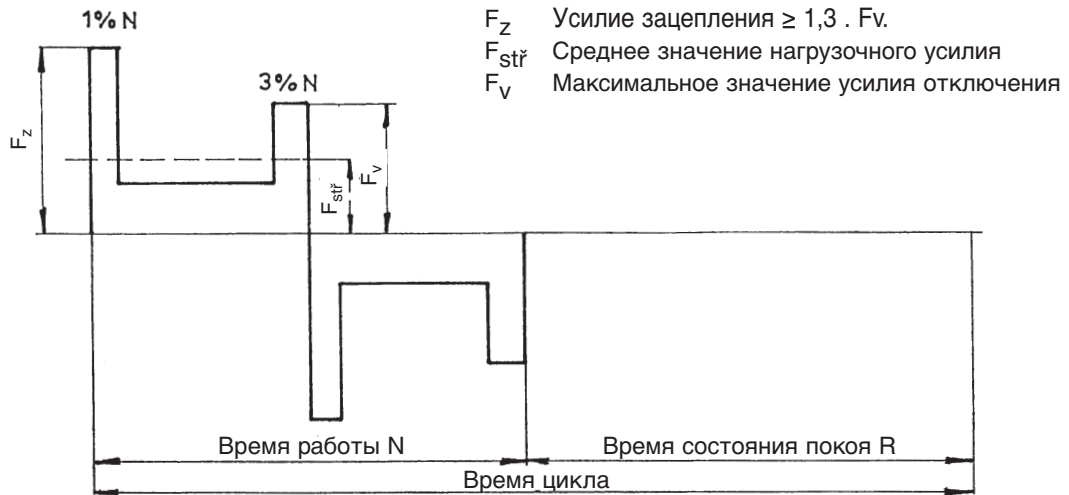 1% N
F_z Усилие зацепления ≥ 1,3 . Fv.
F_stř Среднее значение нагрузочного усилия
F_v Максимальное значение усилия отключения
3% N
F_z
F_stř
F_v
Время работы N
Время состояния покоя R
Время цикла